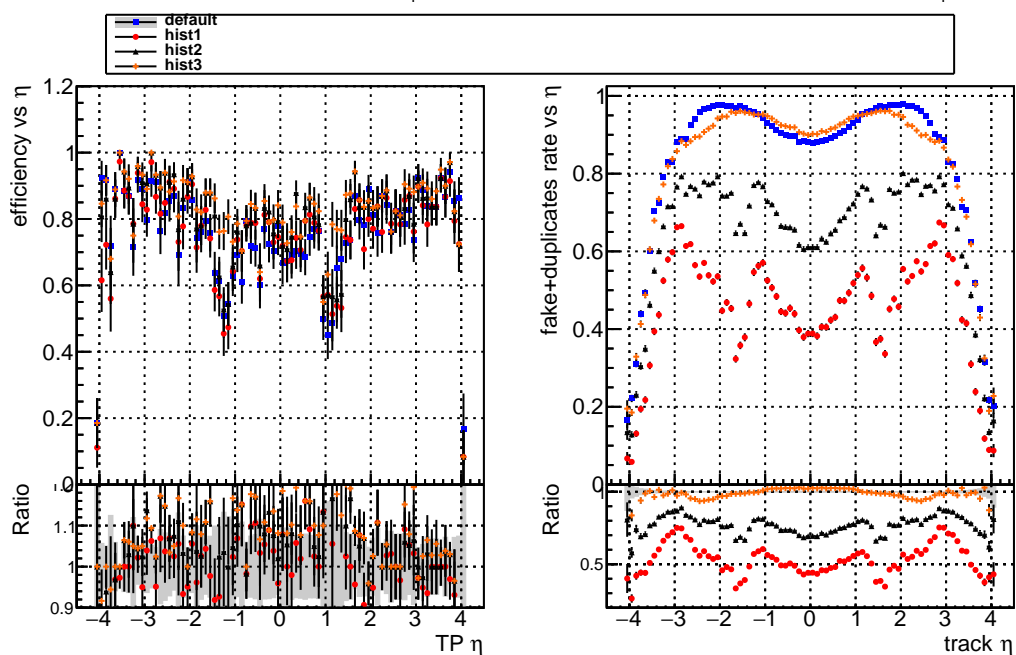 default
hist1
hist2
hist3
efficiency vs η
1.2
1
0.8
0.6
0.4
0.2
0
Ratio
1.1
1
0.9
−4 −3 −2 −1 0 1 2 3 4
TP η
fake+duplicates rate vs η
1
0.8
0.6
0.4
0.2
0
Ratio
0.5
−4 −3 −2 −1 0 1 2 3 4
track η